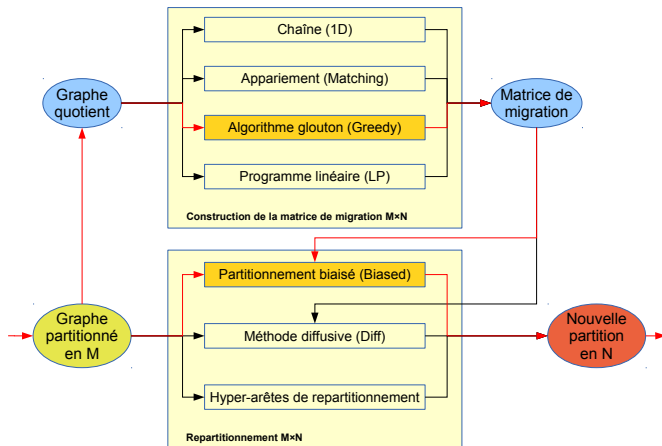 Chaîne (1D)
Graphe
quotient
Appariement (Matching)
Matrice de
migration
Algorithme glouton (Greedy)
Programme linéaire (LP)
Construction de la matrice de migration M×N
Partitionnement biaisé (Biased)
Graphe
partitionné
en M
Méthode diffusive (Diff)
Nouvelle
partition
en N
Hyper-arêtes de repartitionnement
Repartitionnement M×N